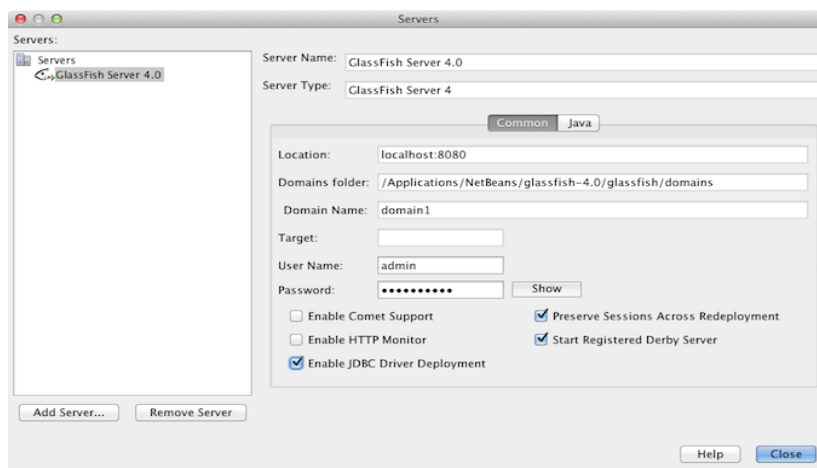 Servers
Servers:
Servers
GlassFish Server 4.0
Server Name: GlassFish Server 4.0
Server Type: GlassFish Server 4
Common Java
Location: localhost:8080
Domains folder: /Applications/NetBeans/glassfish-4.0/glassfish/domains
Domain Name: domain1
Target:
User Name: admin
Password: •••••••••• Show
Enable Comet Support Preserve Sessions Across Redeployment
Enable HTTP Monitor Start Registered Derby Server
Enable JDBC Driver Deployment
Add Server... Remove Server
Help Close